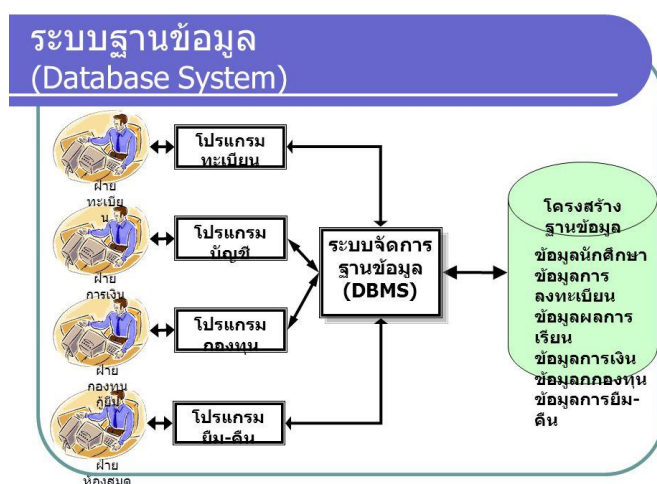 ระบบฐานข้อมูล
(Database System)
โปรแกรม
ทะเบียน
ฝ่าย
ทะเบีย
น
โปรแกรม
บัญชี
ฝ่าย
การเงิน
โปรแกรม
กองทุน
ฝ่าย
กองทุน
กู้ยืม
โปรแกรม
ยืม-คืน
ฝ่าย
ห้องสมุด
ระบบจัดการ
ฐานข้อมูล
(DBMS)
โครงสร้าง
ฐานข้อมูล
ข้อมูลนักศึกษา
ข้อมูลการ
ลงทะเบียน
ข้อมูลผลการ
เรียน
ข้อมูลการเงิน
ข้อมูลกกองทุน
ข้อมูลการยืม-
คืน